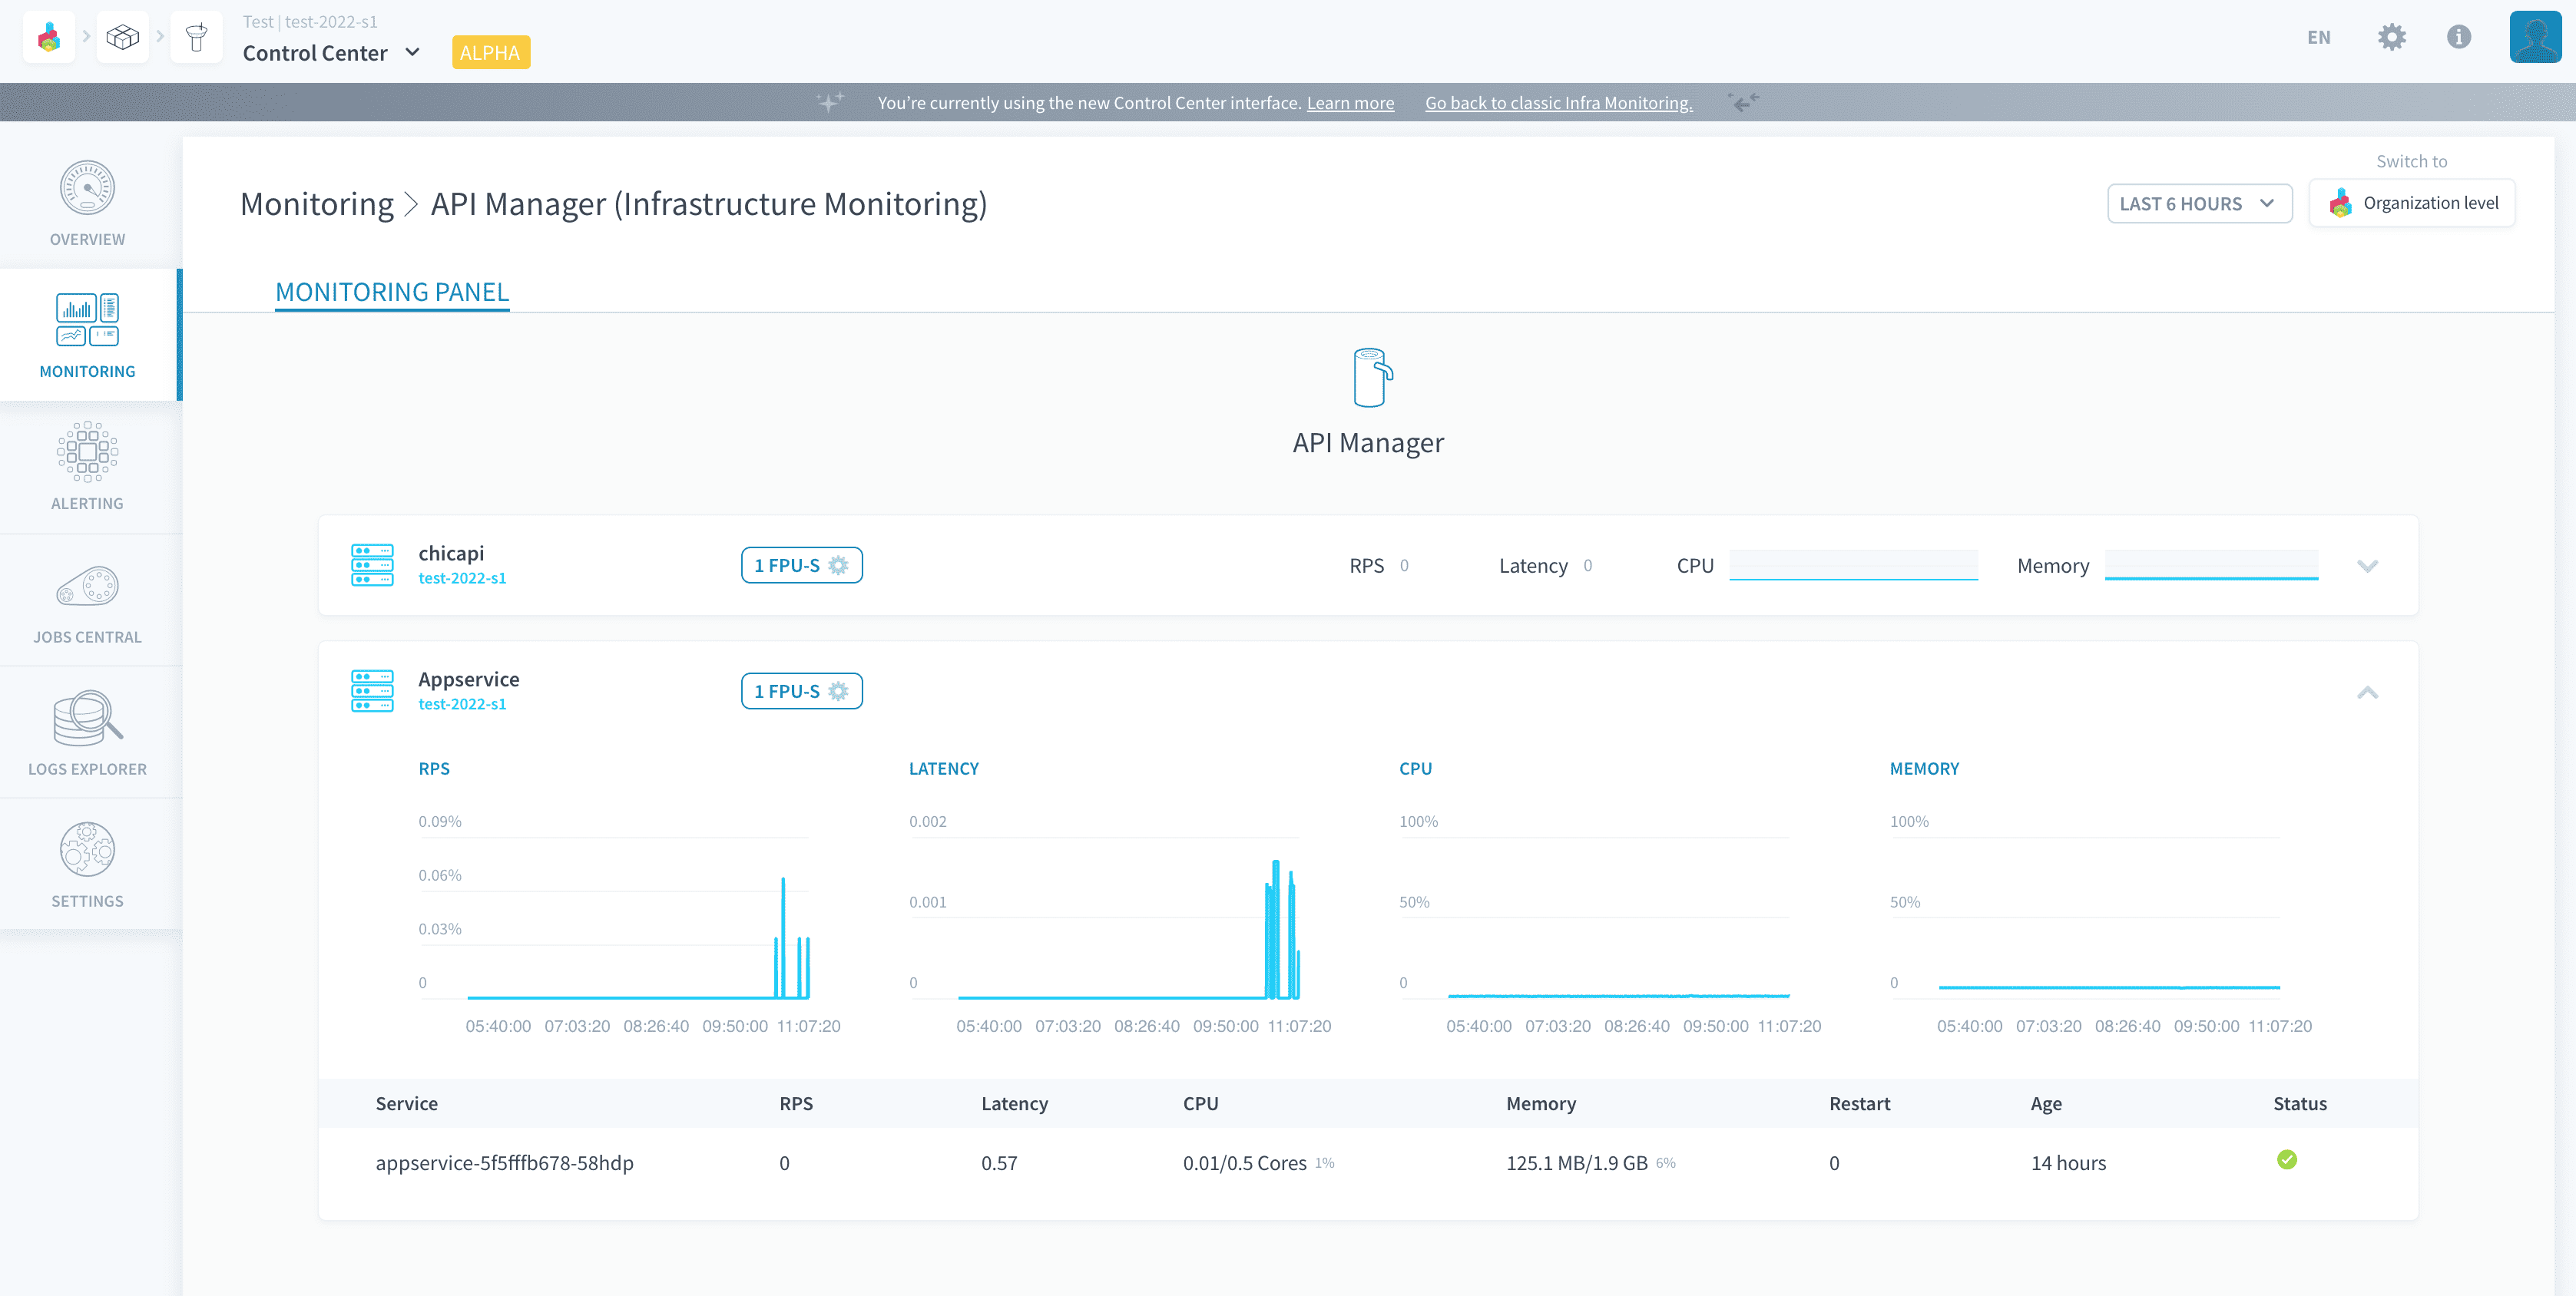 Test | test-2022-s1
Control Center
ALPHA
EN
You're currently using the new Control Center interface. Learn more Go back to classic Infra Monitoring.
OVERVIEW
MONITORING
ALERTING
JOBS CENTRAL
LOGS EXPLORER
SETTINGS
Monitoring > API Manager (Infrastructure Monitoring)
LAST 6 HOURS
Switch to
Organization level
MONITORING PANEL
API Manager
chicapi
test-2022-s1
1 FPU-S
RPS 0
Latency 0
CPU
Memory
Appservice
test-2022-s1
1 FPU-S
RPS
0.09%
0.06%
0.03%
0
05:40:00 07:03:20 08:26:40 09:50:00 11:07:20
LATENCY
0.002
0.001
0
05:40:00 07:03:20 08:26:40 09:50:00 11:07:20
CPU
100%
50%
0
05:40:00 07:03:20 08:26:40 09:50:00 11:07:20
MEMORY
100%
50%
0
05:40:00 07:03:20 08:26:40 09:50:00 11:07:20
Service RPS Latency CPU Memory Restart Age Status
appservice-5f5fffb678-58hdp 0 0.57 0.01/0.5 Cores 1% 125.1 MB/1.9 GB 6% 0 14 hours